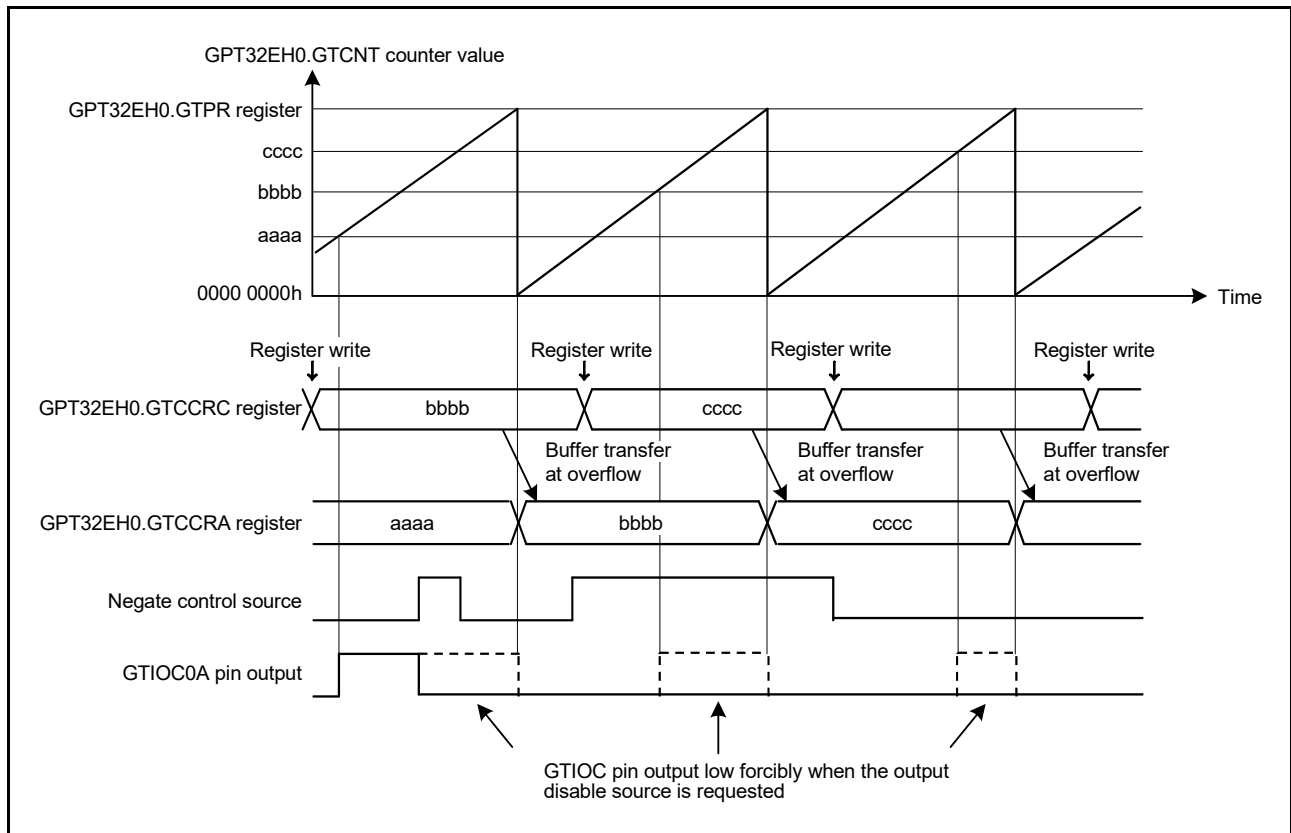 GPT32EH0.GTCNT counter value
GPT32EH0.GTPR register
cccc
bbbb
aaaa
0000 0000h
Time
Register write
Register write
Register write
Register write
GPT32EH0.GTCCRC register
bbbb
cccc
Buffer transfer
at overflow
Buffer transfer
at overflow
Buffer transfer
at overflow
GPT32EH0.GTCCRA register
aaaa
bbbb
cccc
Negate control source
GTIOC0A pin output
GTIOC pin output low forcibly when the output
disable source is requested